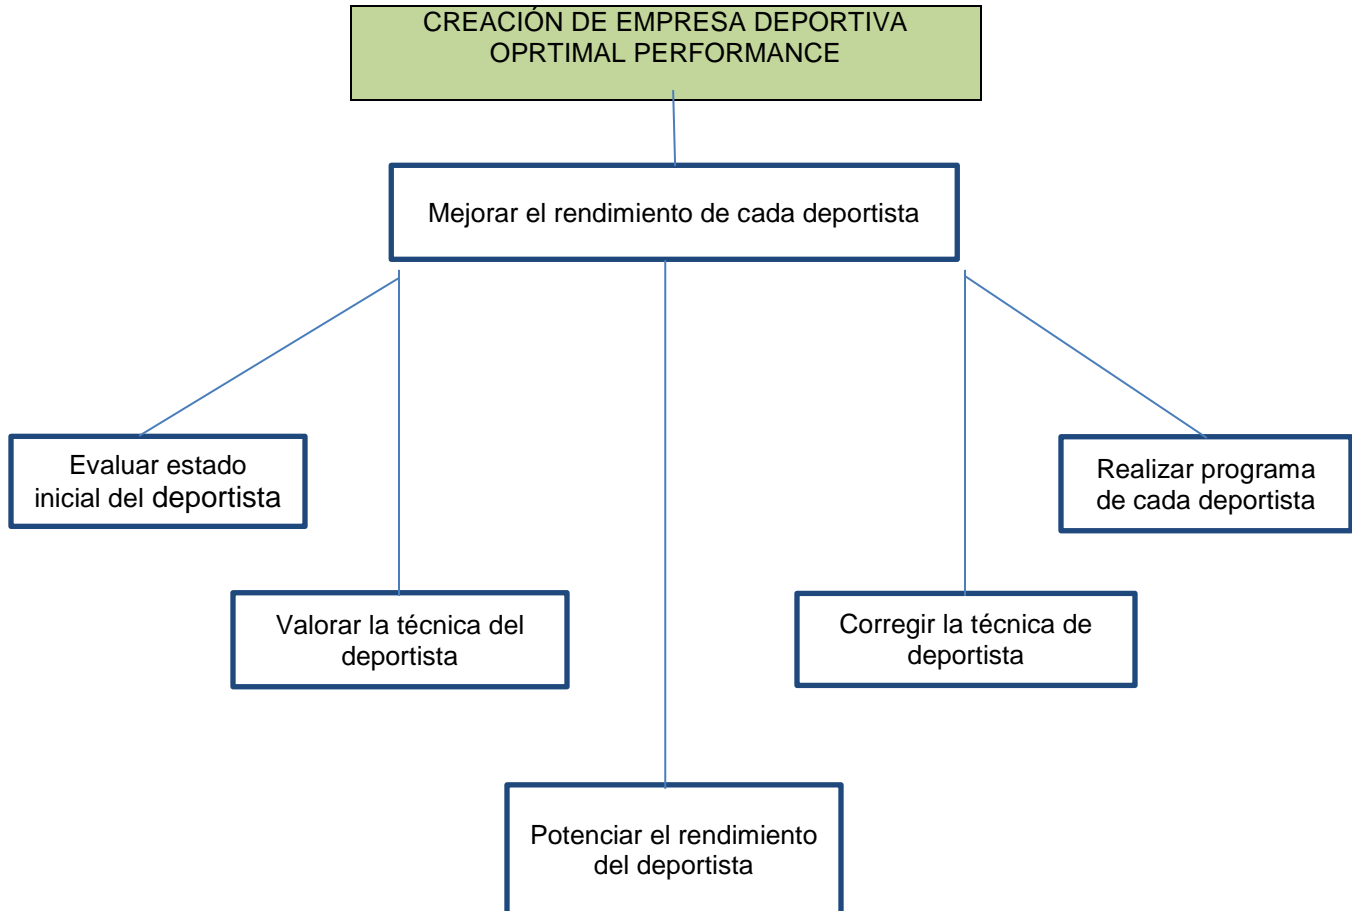 CREACIÓN DE EMPRESA DEPORTIVA
OPRTIMAL PERFORMANCE
Mejorar el rendimiento de cada deportista
Evaluar estado
inicial del deportista
Realizar programa
de cada deportista
Valorar la técnica del
deportista
Corregir la técnica de
deportista
Potenciar el rendimiento
del deportista